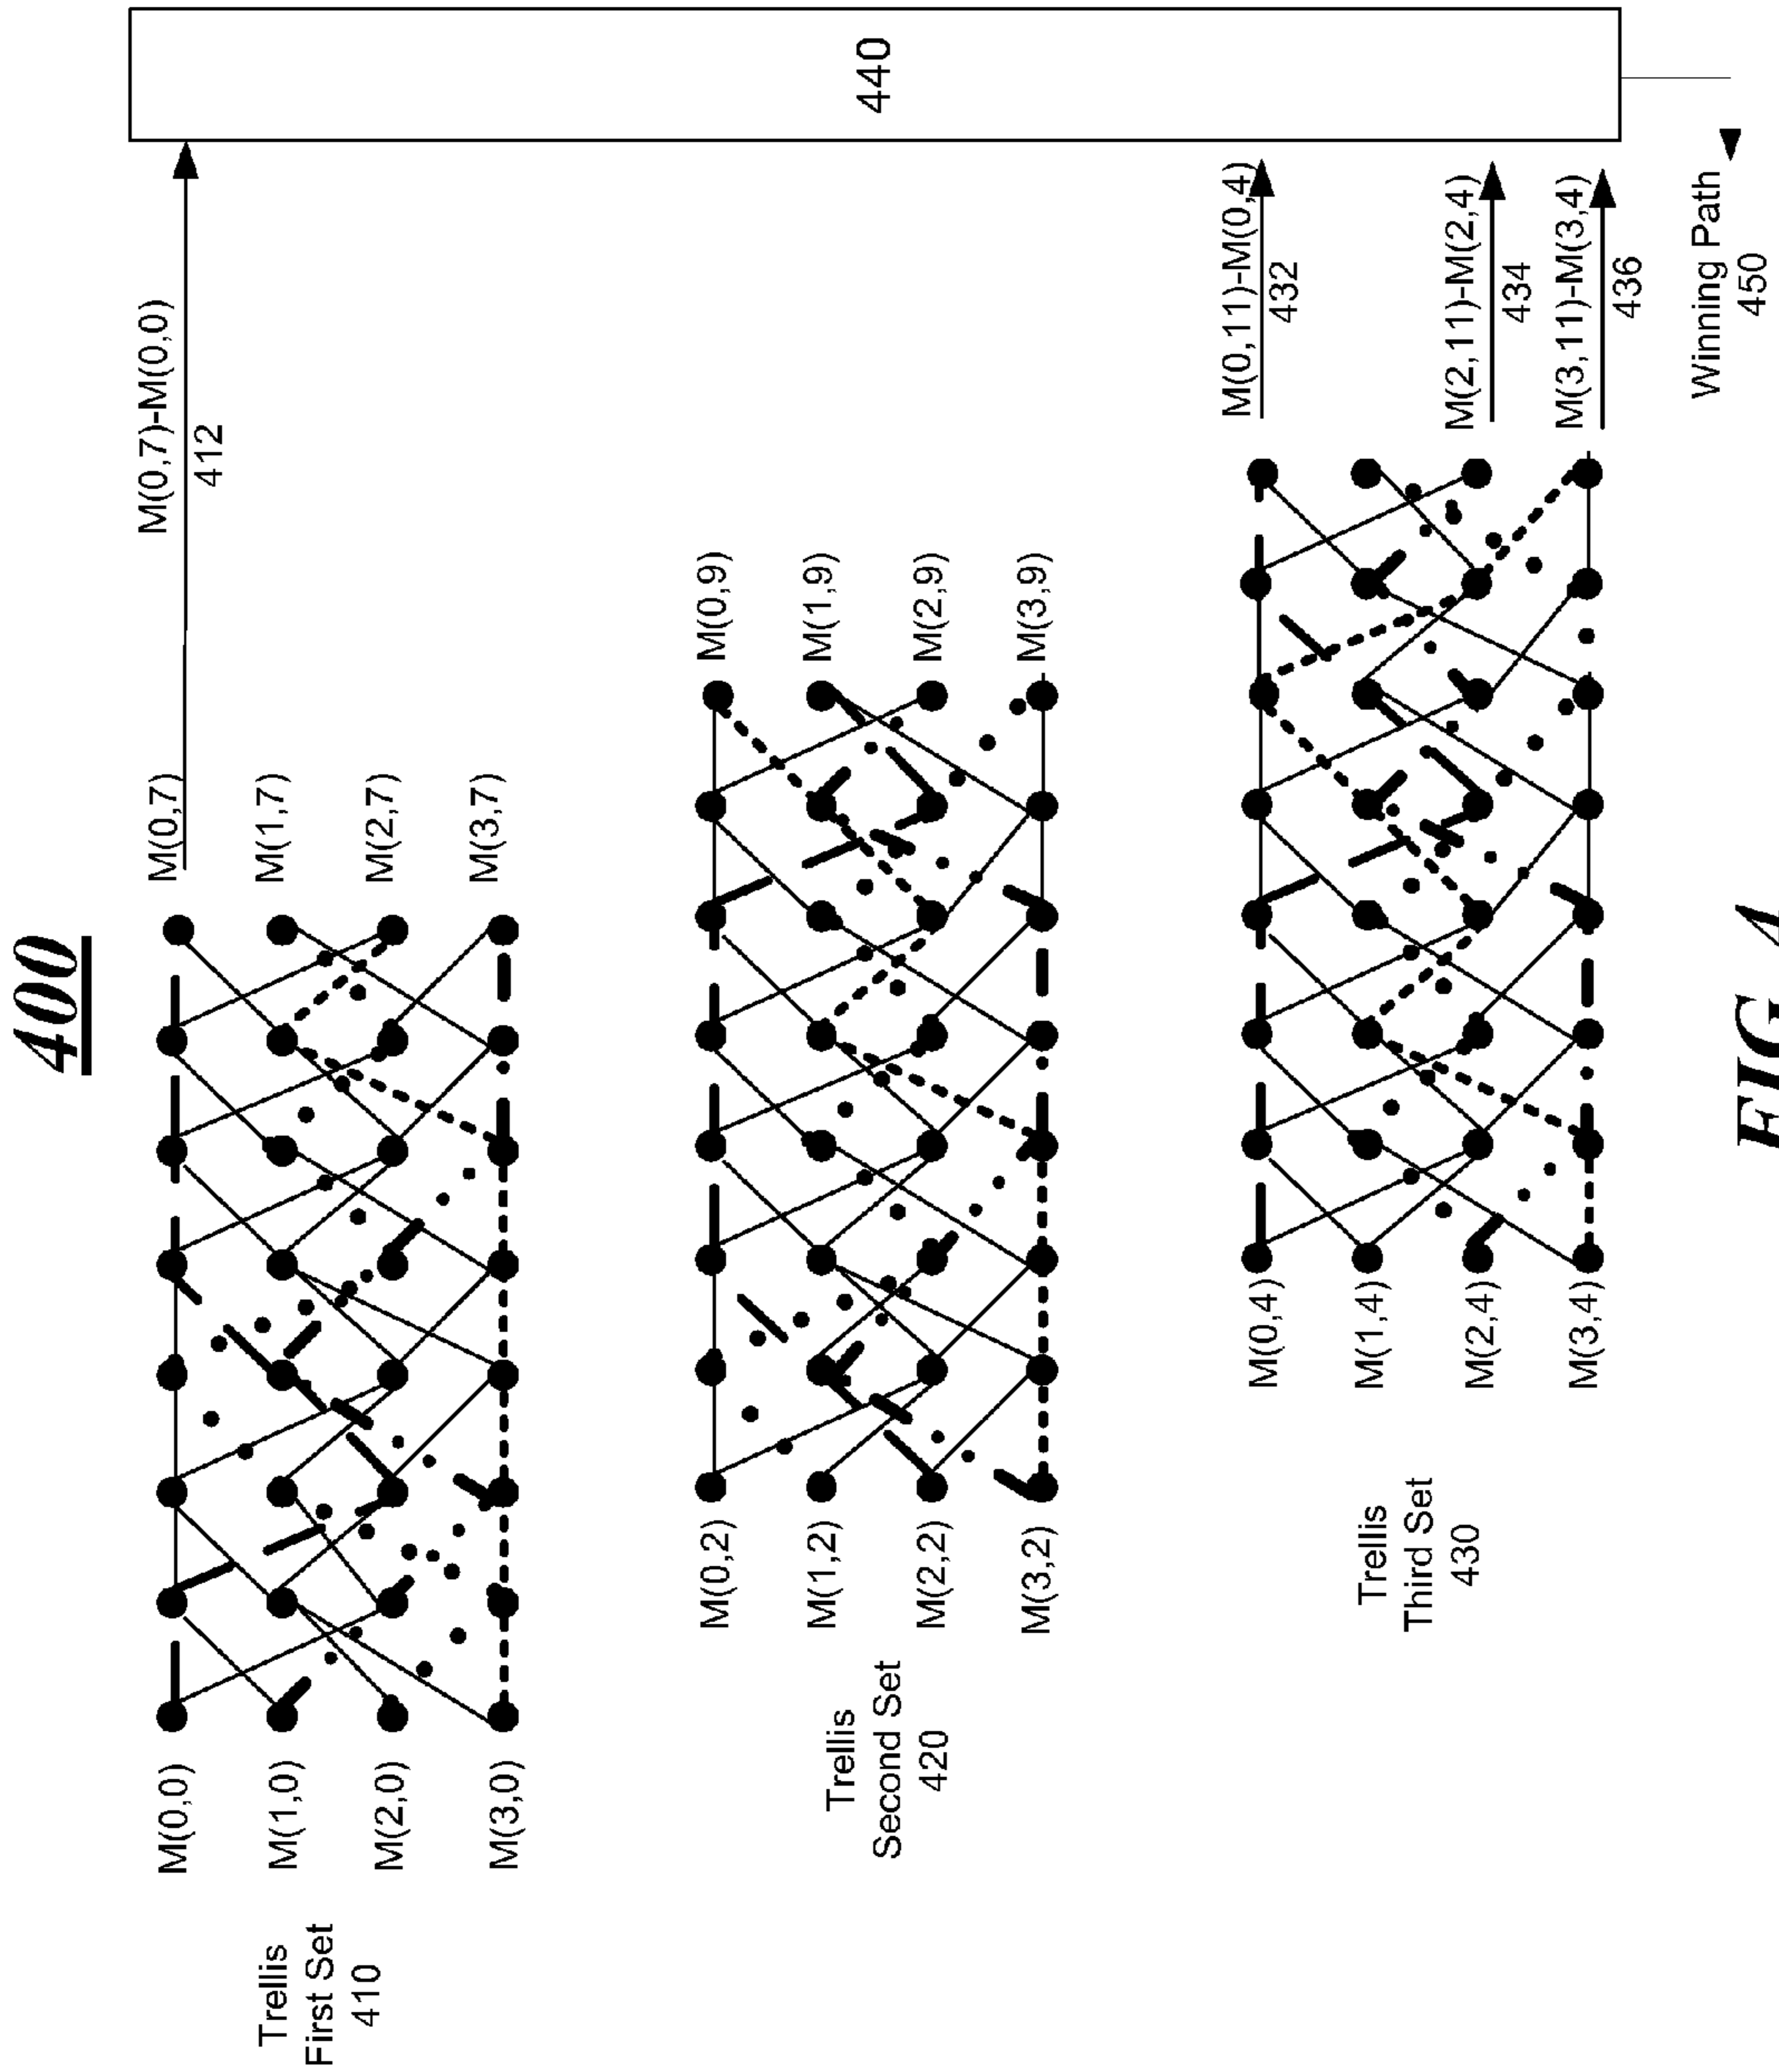 400
440
M(0,7)-M(0,0)
412
M(0,0)
M(0,7)
M(1,0)
M(1,7)
M(2,0)
M(2,7)
M(3,0)
M(3,7)
Trellis
First Set
410
M(0,2)
M(0,9)
M(1,2)
M(1,9)
M(2,2)
M(2,9)
M(3,2)
M(3,9)
Trellis
Second Set
420
M(0,4)
M(0,11)-M(0,4)
432
M(1,4)
M(2,4)
M(2,11)-M(2,4)
434
M(3,4)
M(3,11)-M(3,4)
436
Trellis
Third Set
430
Winning Path
450
FIG. 4